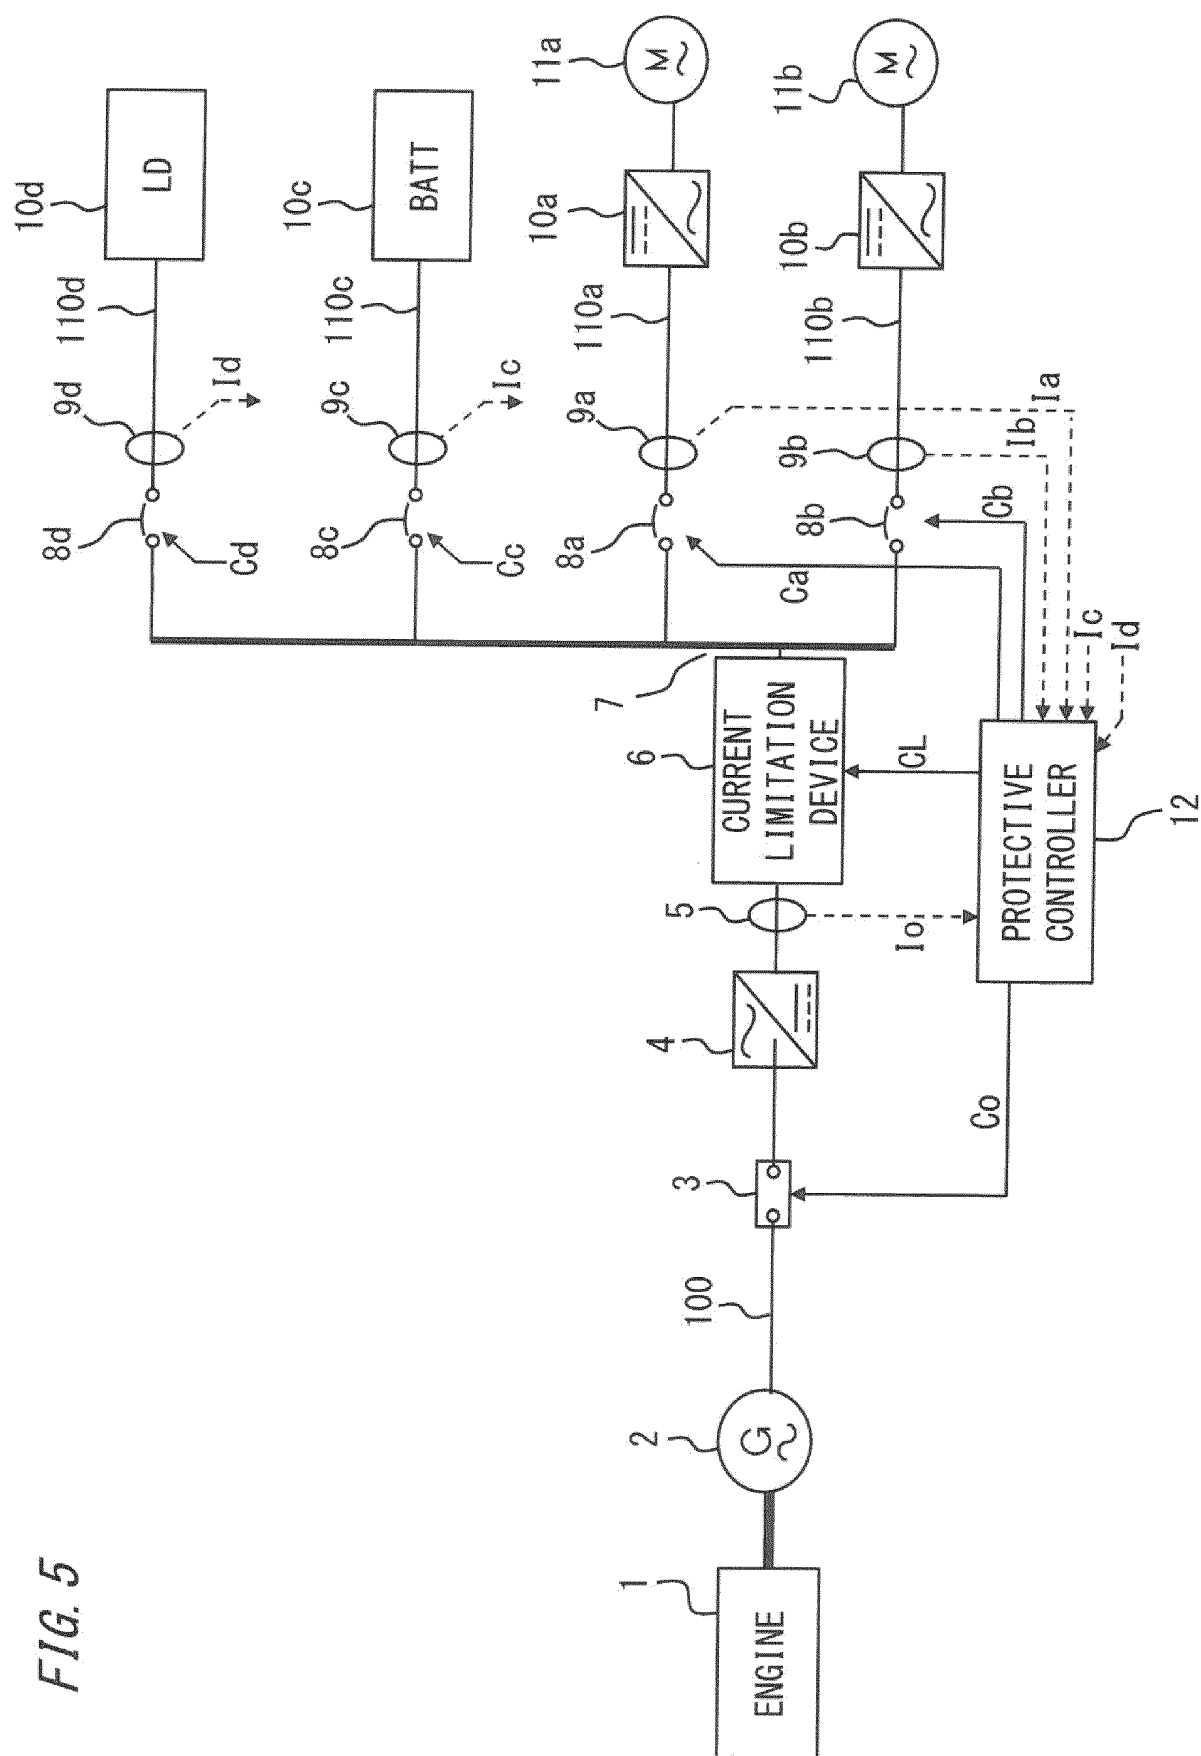 FIG. 5
10d
LD
110d
9d
Id
8d
Cd
10c
BATT
110c
9c
Ic
8c
Cc
11a
M
10a
110a
9a
Ia
8a
Ca
11b
M
10b
110b
9b
Ib
8b
Cb
7
6
CURRENT
LIMITATION
DEVICE
CL
5
Io
4
3
Co
100
2
G
1
ENGINE
Ic
Id
PROTECTIVE
CONTROLLER
12